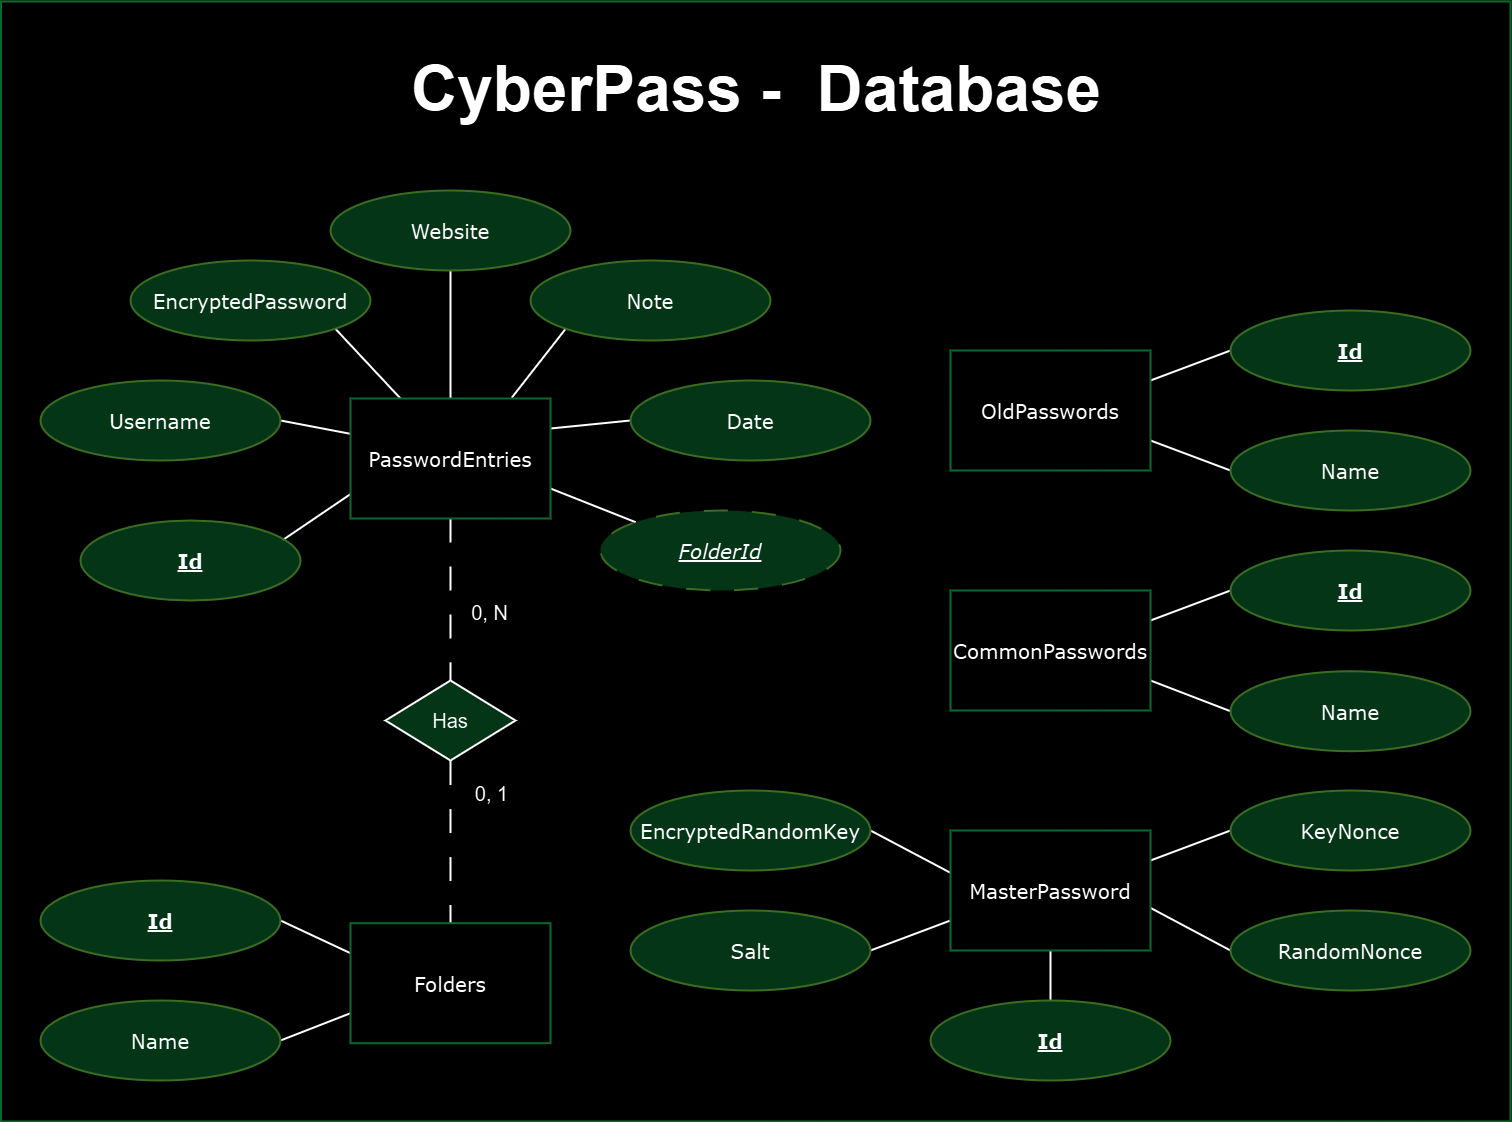 CyberPass - Database
Website
EncryptedPassword
Note
Username
Date
PasswordEntries
Id
FolderId
0, N
Has
0, 1
Id
Folders
Name
OldPasswords
Id
Name
CommonPasswords
Id
Name
EncryptedRandomKey
KeyNonce
MasterPassword
Salt
RandomNonce
Id